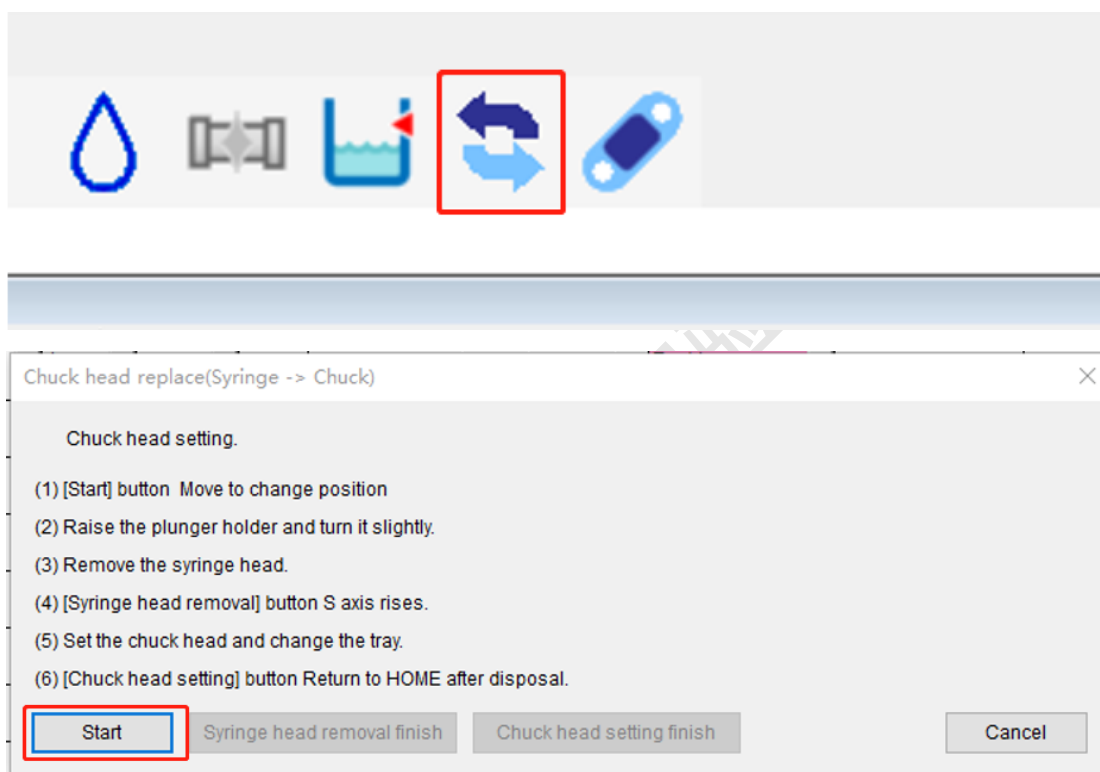 Chuck head replace(Syringe -> Chuck)
Chuck head setting.
(1) [Start] button  Move to change position
(2) Raise the plunger holder and turn it slightly.
(3) Remove the syringe head.
(4) [Syringe head removal] button S axis rises.
(5) Set the chuck head and change the tray.
(6) [Chuck head setting] button Return to HOME after disposal.
Start
Syringe head removal finish
Chuck head setting finish
Cancel